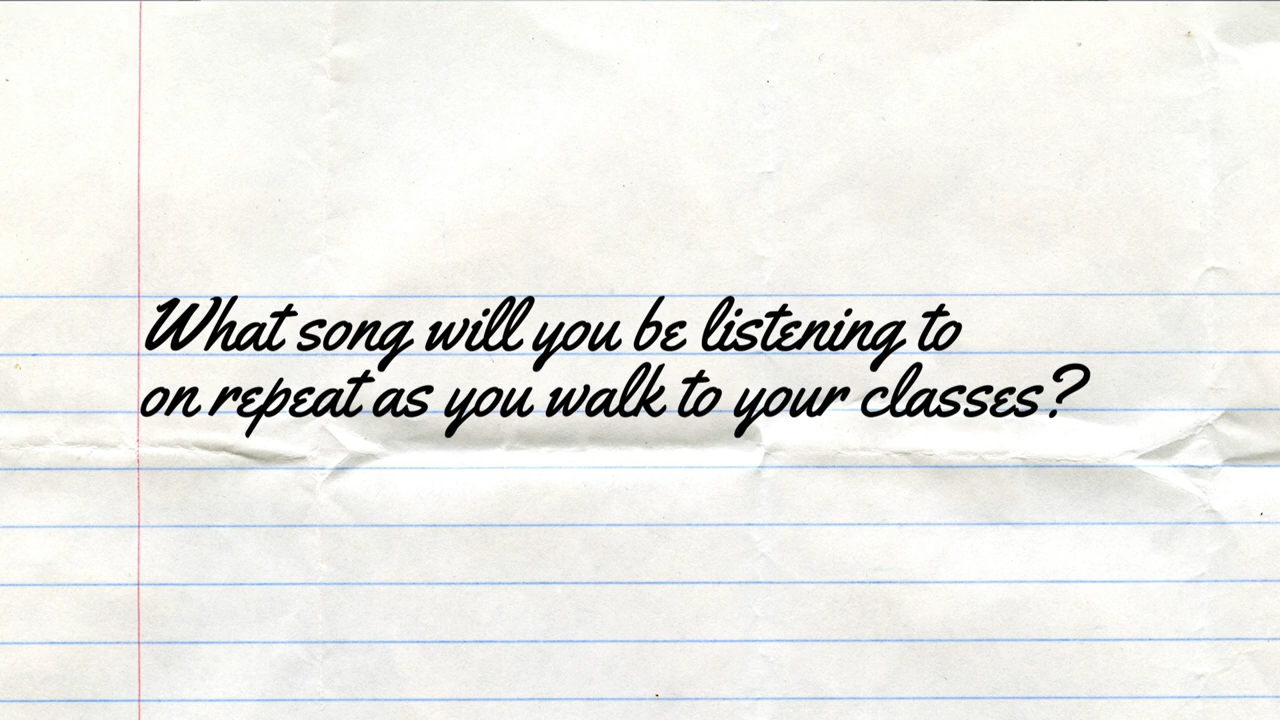 What song will you be listening to
on repeat as you walk to your classes?